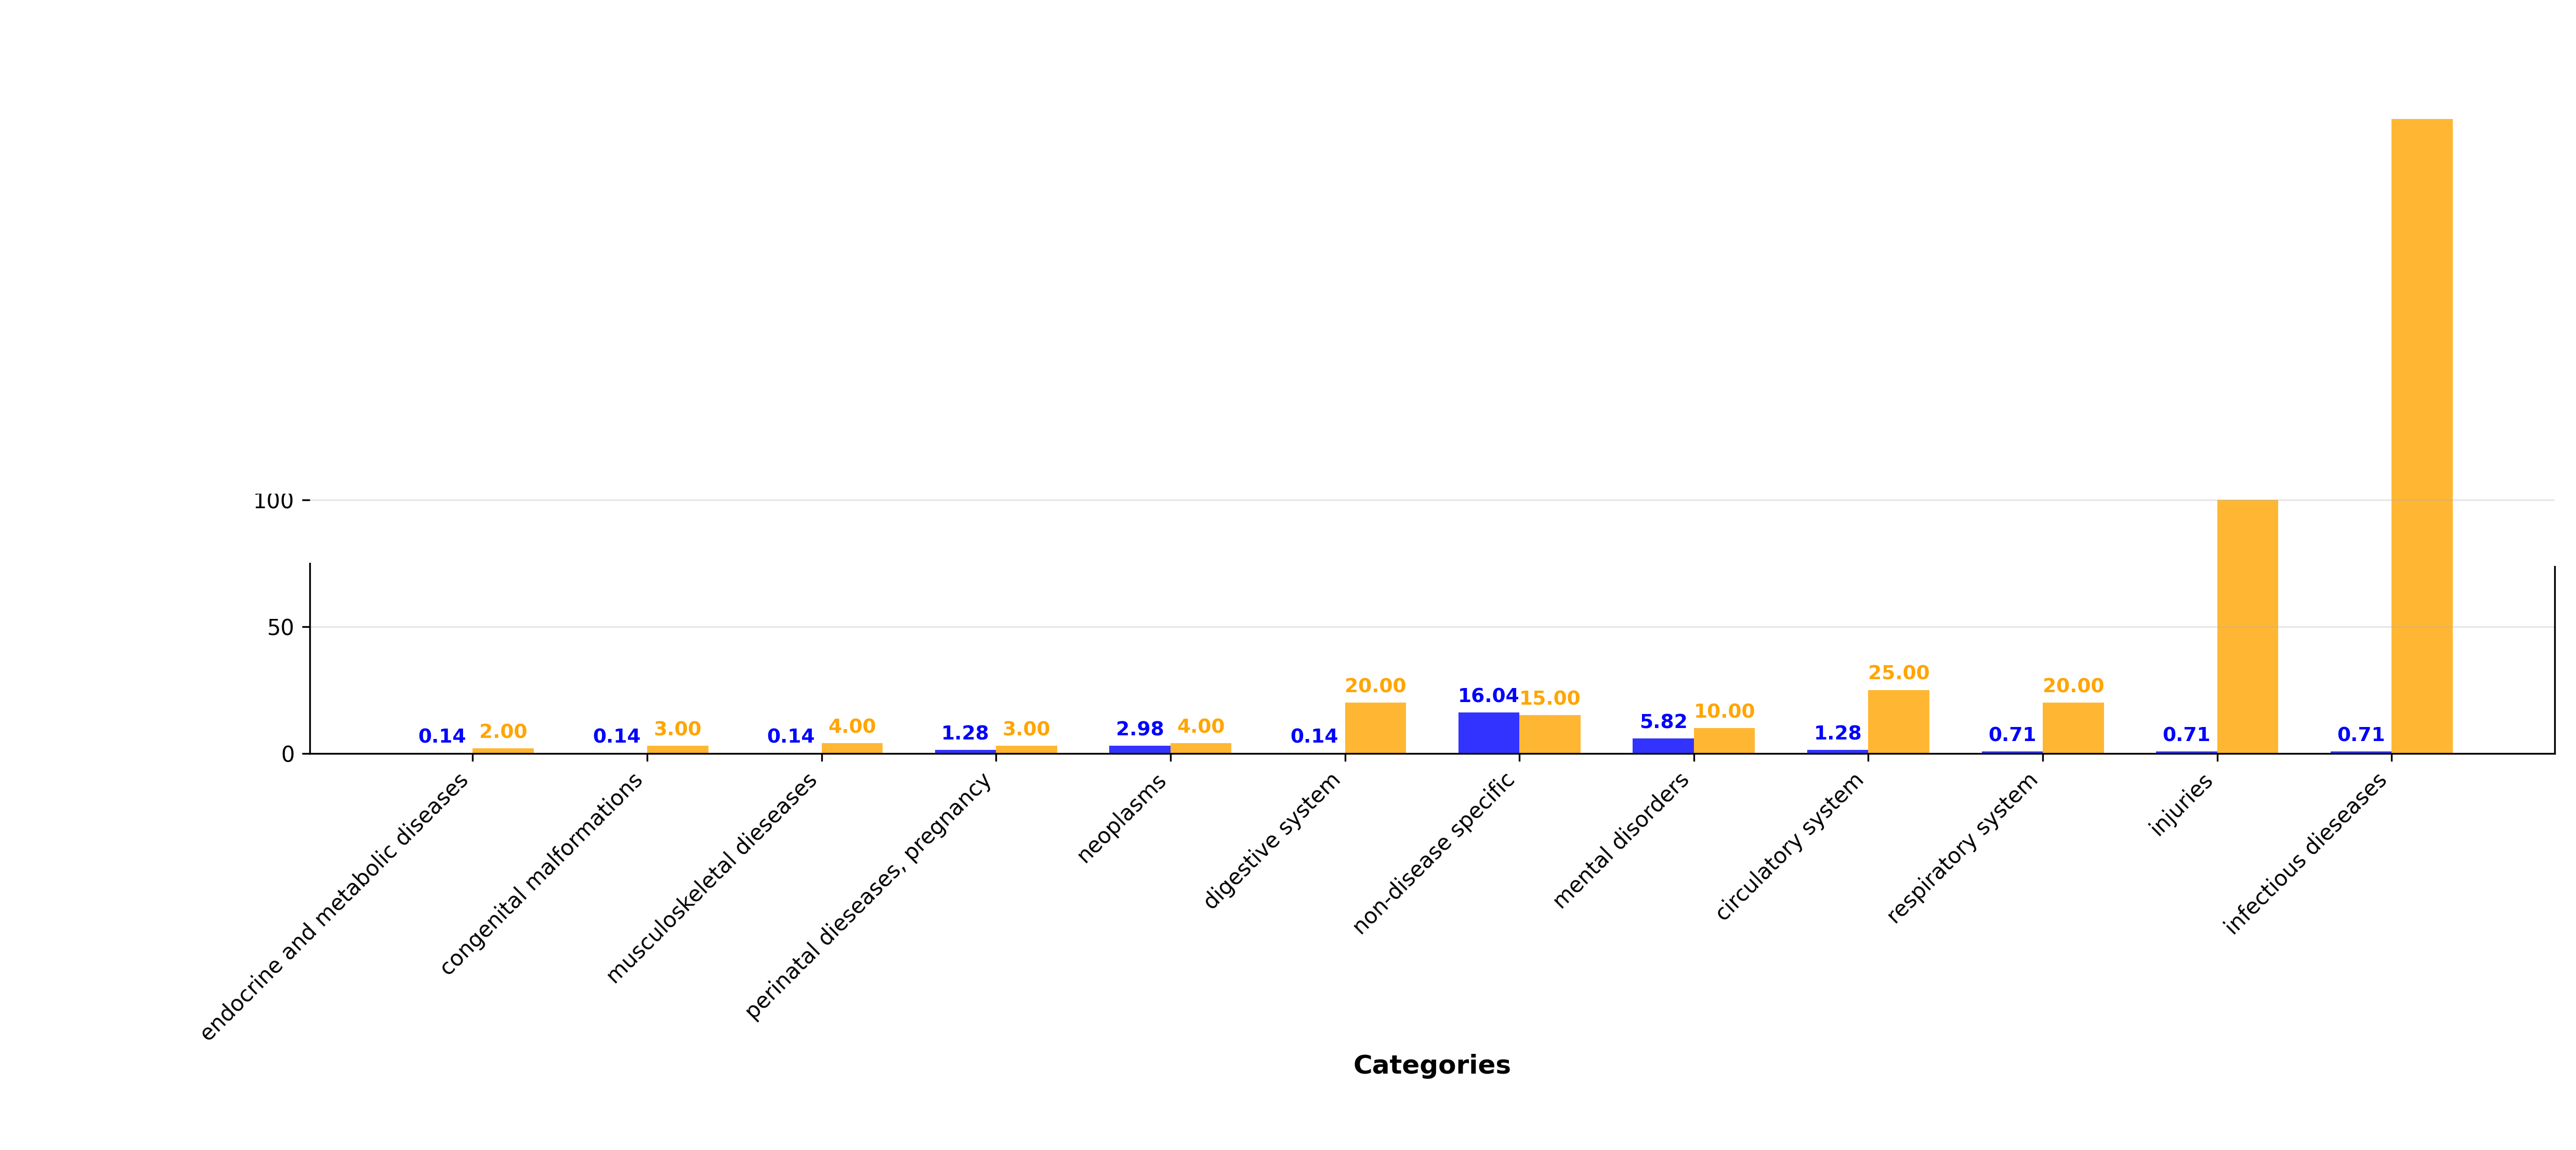 100
50
0
0.14 2.00
0.14 3.00
0.14 4.00
1.28 3.00
2.98 4.00
0.14 20.00
16.04 15.00
5.82 10.00
1.28 25.00
0.71 20.00
0.71
0.71
endocrine and metabolic diseases
congenital malformations
musculoskeletal dieseases
perinatal dieseases, pregnancy
neoplasms
digestive system
non-disease specific
mental disorders
circulatory system
respiratory system
injuries
infectious dieseases
Categories